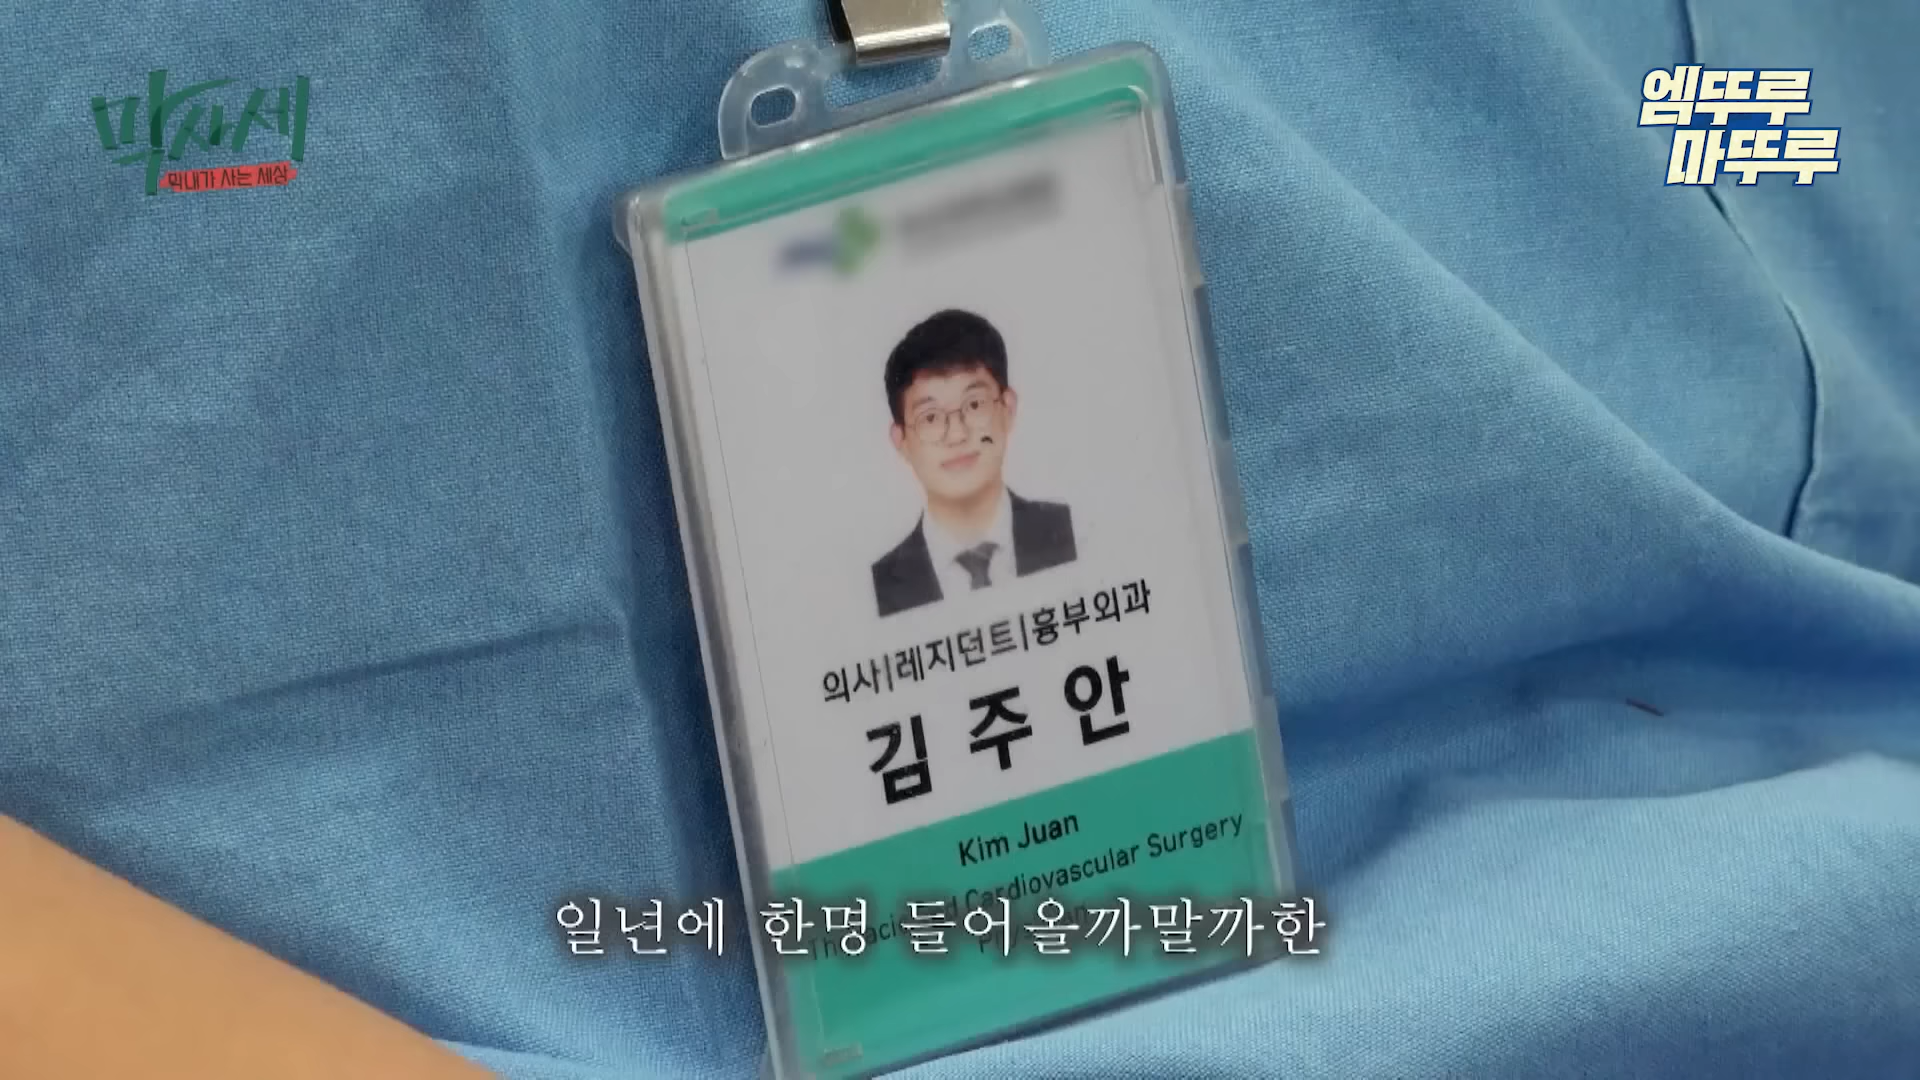 막사세
막내가 사는 세상
엠뚜루
마뚜루
의사|레지던트|흉부외과
김주안
Kim Juan
Cardiovascular Surgery
일년에 한명 들어올까말까한